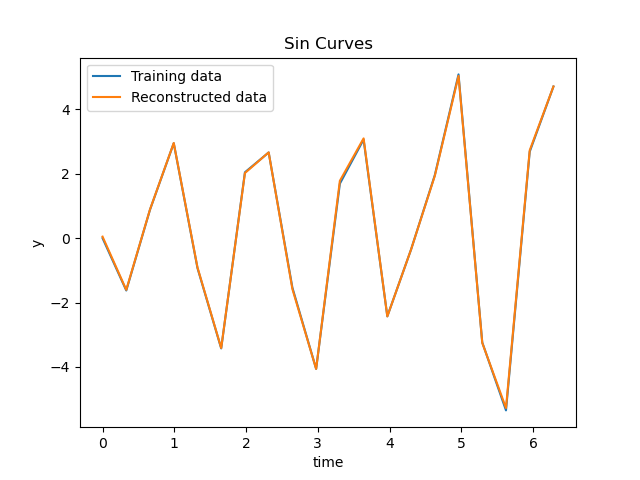 Sin Curves
Training data
Reconstructed data
4
2
0
−2
−4
y
0 1 2 3 4 5 6
time